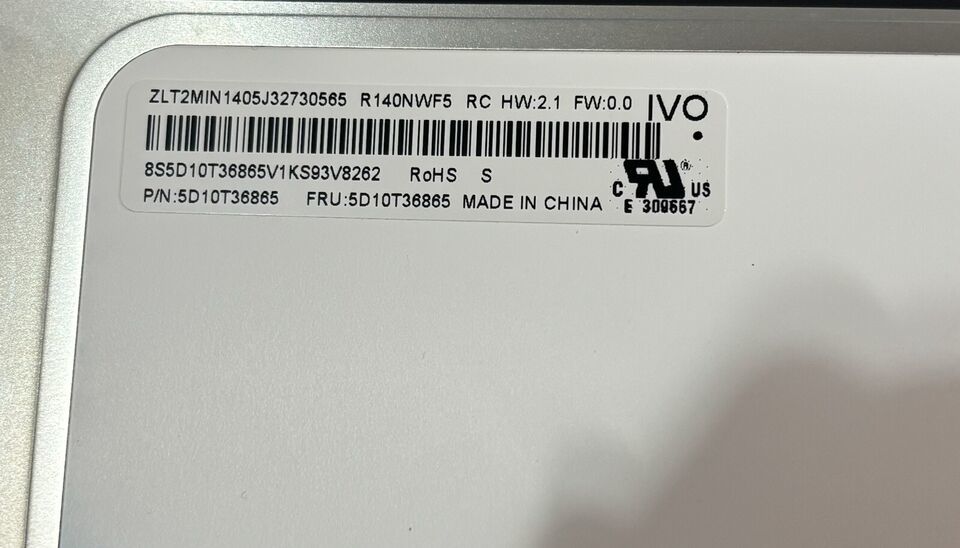 ZLT2MIN1405J32730565 R140NWF5 RC HW:2.1 FW:0.0 IVO
8S5D10T36865V1KS93V8262 RoHS S
C RU ® US
P/N:5D10T36865 FRU:5D10T36865 MADE IN CHINA
E 309667